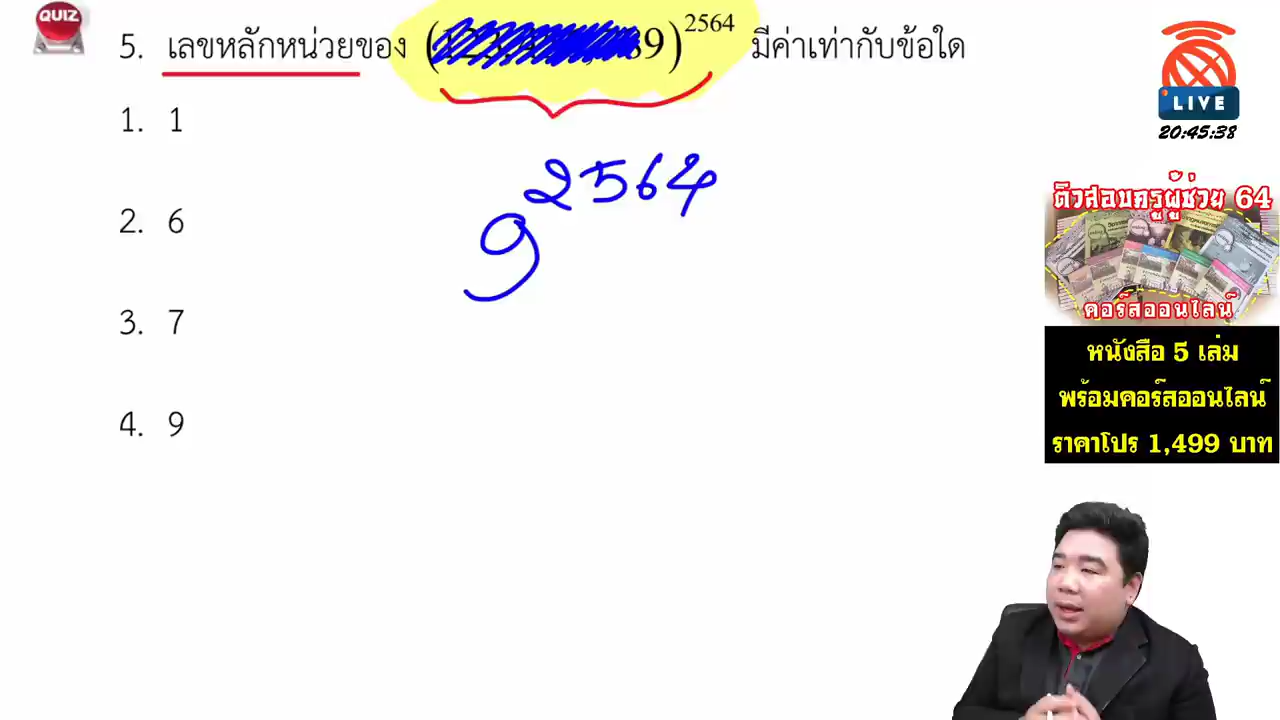 QUIZ
5. เลขหลักหน่วยของ (123, 89)^2564 มีค่าเท่ากับข้อใด
1. 1
2. 6
3. 7
4. 9
9^2564
LIVE
20:45:38
ติวสอบครูผู้ช่วย 64
คอร์สออนไลน์
หนังสือ 5 เล่ม
พร้อมคอร์สออนไลน์
ราคาโปร 1,499 บาท